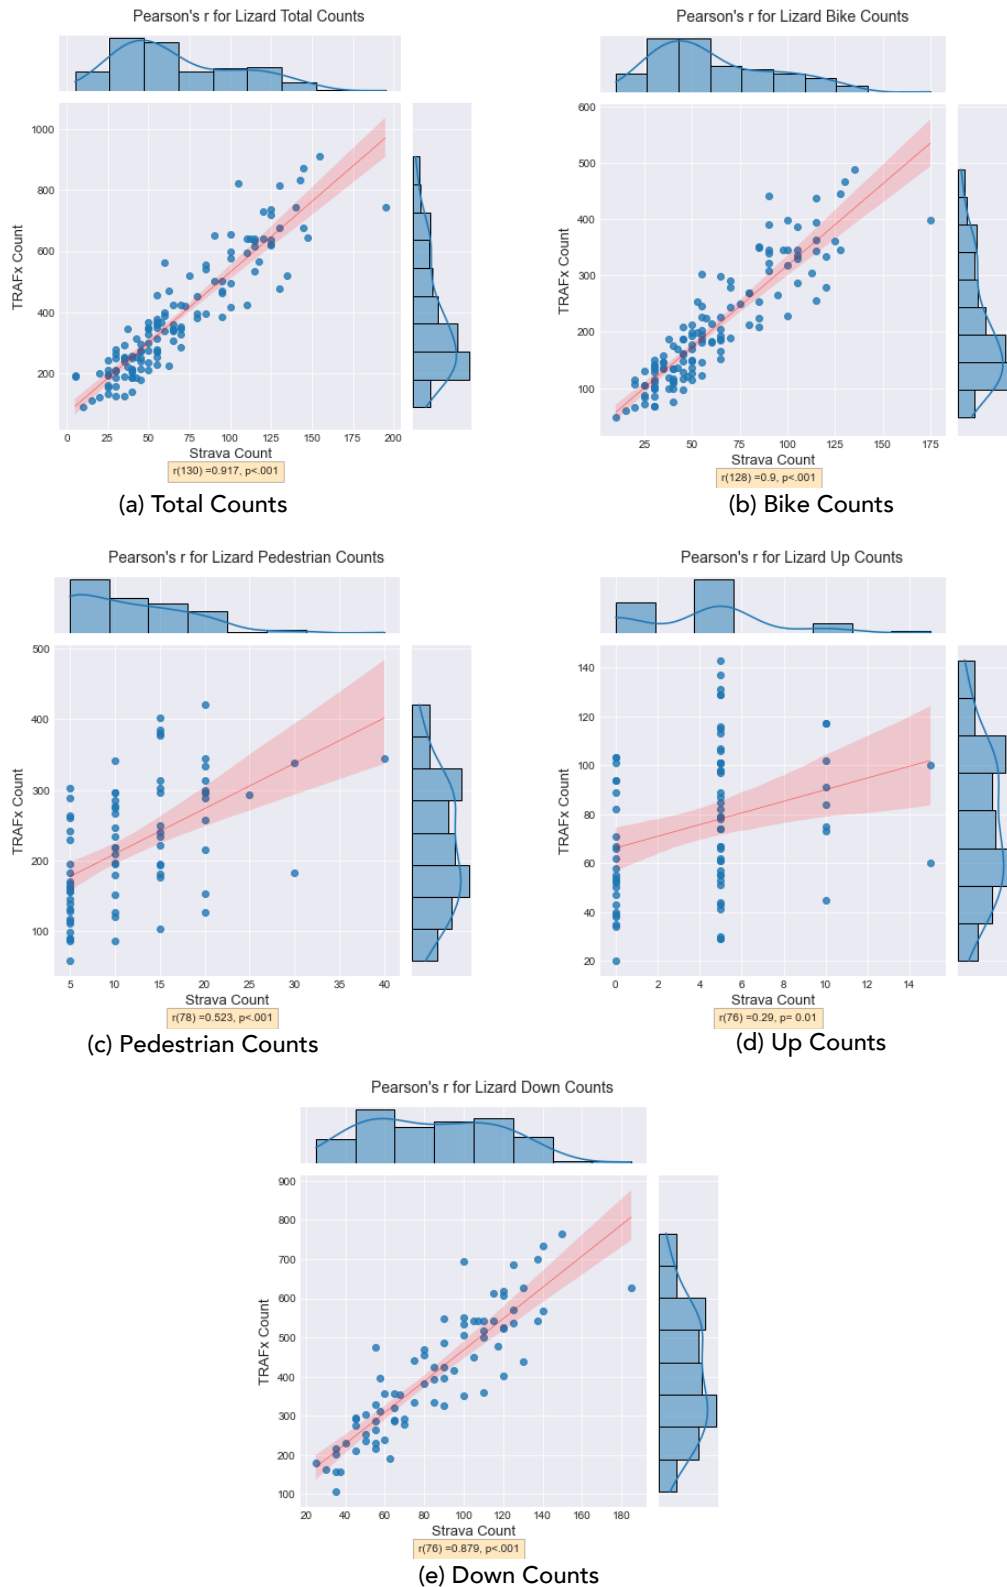 Pearson's r for Lizard Total Counts
1000
800
600
400
200
TRAFx Count
0 25 50 75 100 125 150 175 200
Strava Count
r(130) =0.917, p<.001
(a) Total Counts
Pearson's r for Lizard Bike Counts
600
500
400
300
200
100
TRAFx Count
25 50 75 100 125 150 175
Strava Count
r(128) =0.9, p<.001
(b) Bike Counts
Pearson's r for Lizard Pedestrian Counts
500
400
300
200
100
TRAFx Count
5 10 15 20 25 30 35 40
Strava Count
r(78) =0.523, p<.001
(c) Pedestrian Counts
Pearson's r for Lizard Up Counts
140
120
100
80
60
40
20
TRAFx Count
0 2 4 6 8 10 12 14
Strava Count
r(76) =0.29, p= 0.01
(d) Up Counts
Pearson's r for Lizard Down Counts
900
800
700
600
500
400
300
200
100
TRAFx Count
20 40 60 80 100 120 140 160 180
Strava Count
r(76) =0.879, p<.001
(e) Down Counts